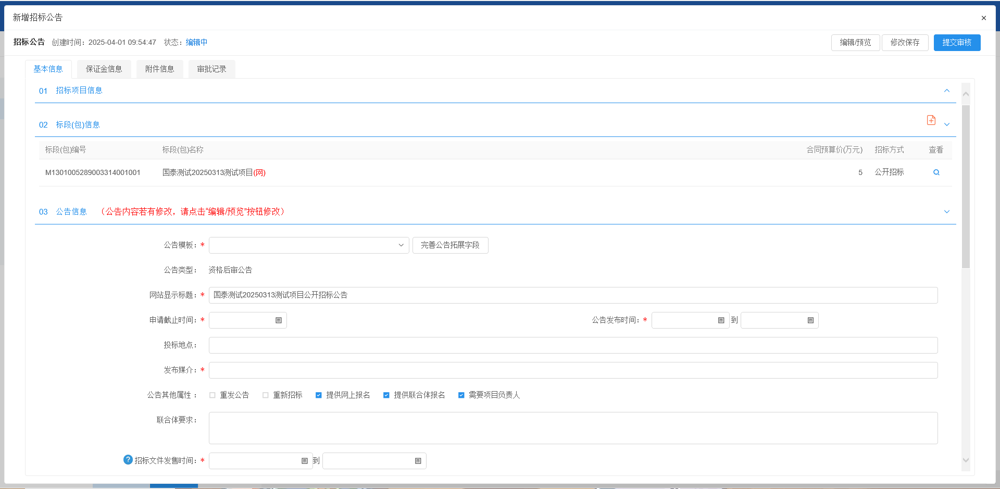 新增招标公告
×
招标公告 创建时间：2025-04-01 09:54:47 状态：编辑中 编辑/预览 修改保存 提交审核
基本信息 保证金信息 附件信息 审批记录
01 招标项目信息
02 标段(包)信息
标段(包)编号 标段(包)名称 合同预算价(万元) 招标方式 查看
M1301005289003314001001 国泰测试20250313测试项目(网) 5 公开招标
03 公告信息 （公告内容若有修改，请点击“编辑/预览”按钮修改）
公告模板：* 完善公告拓展字段
公告类型： 资格后审公告
网站显示标题：* 国泰测试20250313测试项目公开招标公告
申请截止时间：* 公告发布时间：* 到
投标地点：
发布媒介：*
公告其他属性： 重发公告 重新招标 提供网上报名 提供联合体报名 需要项目负责人
联合体要求：
? 招标文件发售时间：* 到